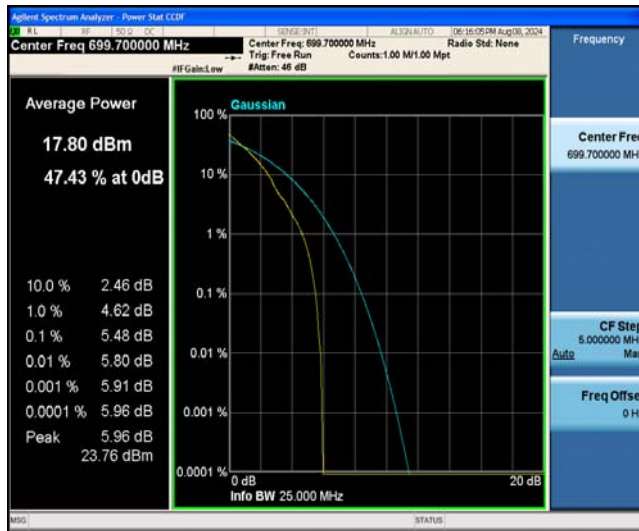 Agilent Spectrum Analyzer - Power Stat CCDF
RL RF 50 Ω DC SENSE:INT ALIGN AUTO 06:16:05 PM Aug 08, 2024
Center Freq 699.700000 MHz
Center Freq: 699.700000 MHz Radio Std: None
Trig: Free Run Counts:1.00 M/1.00 Mpt
#IFGain:Low #Atten: 46 dB
Frequency
Average Power
17.80 dBm
47.43 % at 0dB
10.0 % 2.46 dB
1.0 % 4.62 dB
0.1 % 5.48 dB
0.01 % 5.80 dB
0.001 % 5.91 dB
0.0001 % 5.96 dB
Peak 5.96 dB
23.76 dBm
Gaussian
100 %
10 %
1 %
0.1 %
0.01 %
0.001 %
0.0001 %
0 dB 20 dB
Info BW 25.000 MHz
Center Fre
699.700000 MH
CF Step
5.000000 MH
Auto Ma
Freq Offse
0 H
MSG STATUS